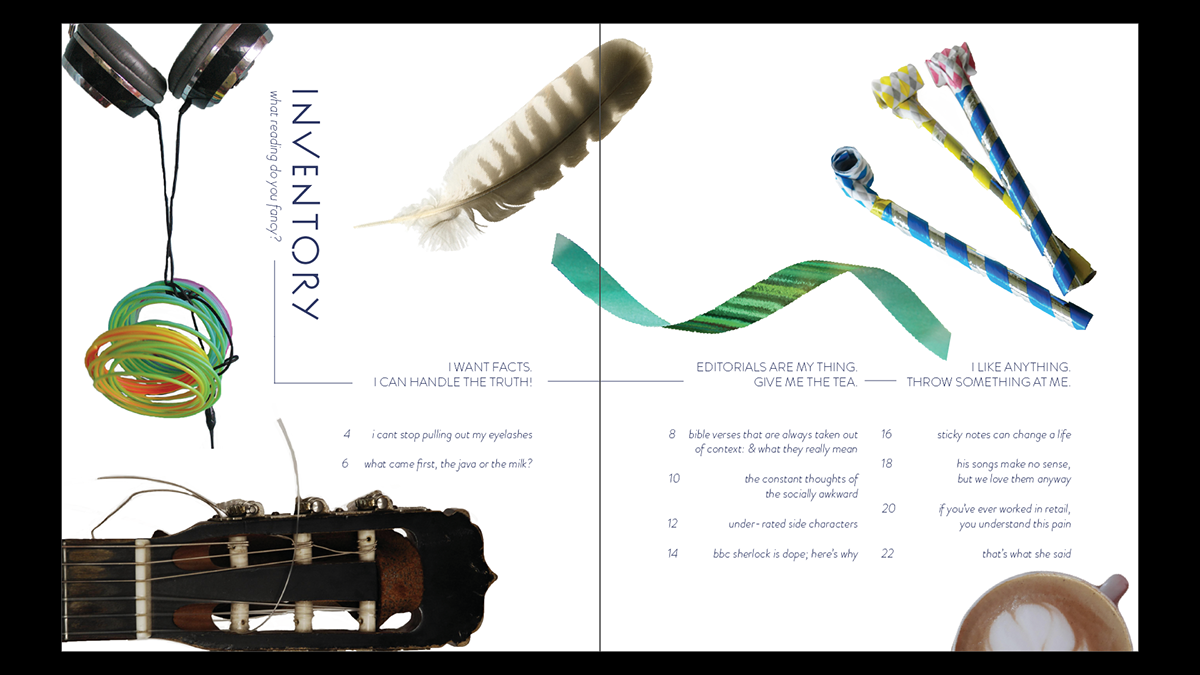 INVENTORY
what reading do you fancy?
I WANT FACTS.
I CAN HANDLE THE TRUTH!
4 i cant stop pulling out my eyelashes
6 what came first, the java or the milk?
EDITORIALS ARE MY THING.
GIVE ME THE TEA.
8 bible verses that are always taken out
of context: & what they really mean
10 the constant thoughts of
the socially awkward
12 under-rated side characters
14 bbc sherlock is dope; here's why
I LIKE ANYTHING.
THROW SOMETHING AT ME.
16 sticky notes can change a life
18 his songs make no sense,
but we love them anyway
20 if you've ever worked in retail,
you understand this pain
22 that's what she said